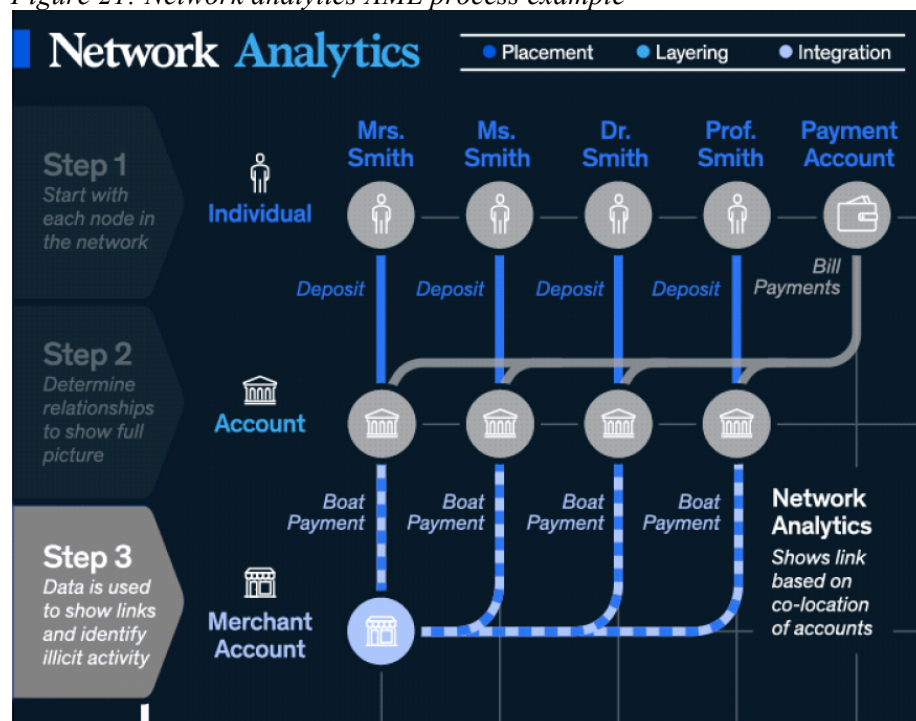 Figure 21: Network analytics AML process example
Network Analytics
Placement
Layering
Integration
Step 1
Start with
each node in
the network
Individual
Mrs.
Smith
Ms.
Smith
Dr.
Smith
Prof.
Smith
Payment
Account
Deposit
Deposit
Deposit
Deposit
Bill
Payments
Step 2
Determine
relationships
to show full
picture
Account
Boat
Payment
Boat
Payment
Boat
Payment
Boat
Payment
Network
Analytics
Shows link
based on
co-location
of accounts
Step 3
Data is used
to show links
and identify
illicit activity
Merchant
Account